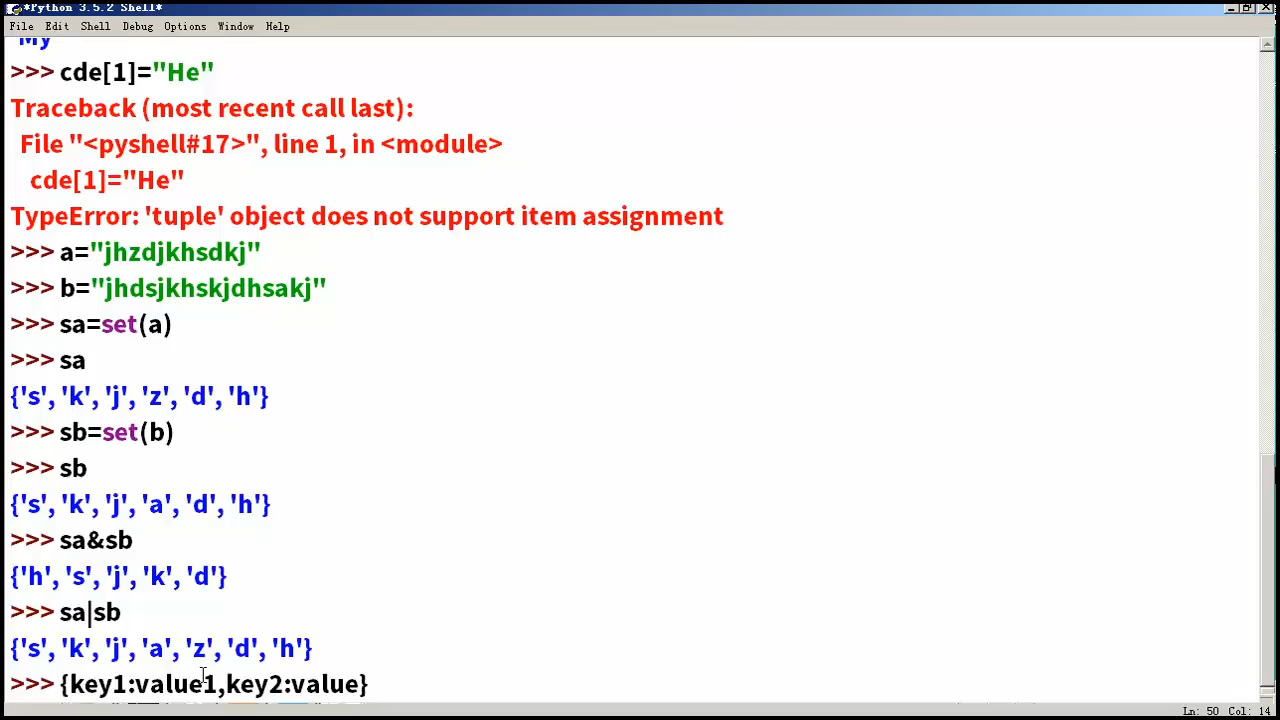 *Python 3.5.2 Shell*
File Edit Shell Debug Options Window Help
'My'
>>> cde[1]="He"
Traceback (most recent call last):
File "<pyshell#17>", line 1, in <module>
cde[1]="He"
TypeError: 'tuple' object does not support item assignment
>>> a="jhzdjkhsdkj"
>>> b="jhdsjkhskjdhsakj"
>>> sa=set(a)
>>> sa
{'s', 'k', 'j', 'z', 'd', 'h'}
>>> sb=set(b)
>>> sb
{'s', 'k', 'j', 'a', 'd', 'h'}
>>> sa&sb
{'h', 's', 'j', 'k', 'd'}
>>> sa|sb
{'s', 'k', 'j', 'a', 'z', 'd', 'h'}
>>> {key1:value1,key2:value}
Ln: 50 Col: 14